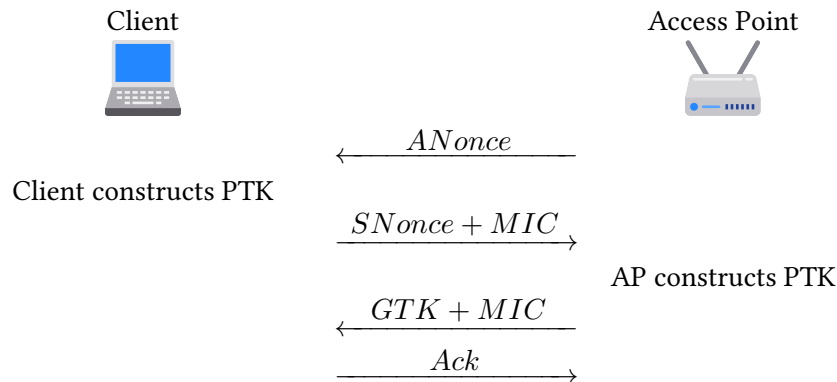 Client
Access Point
ANonce
Client constructs PTK
SNonce + MIC
AP constructs PTK
GTK + MIC
Ack